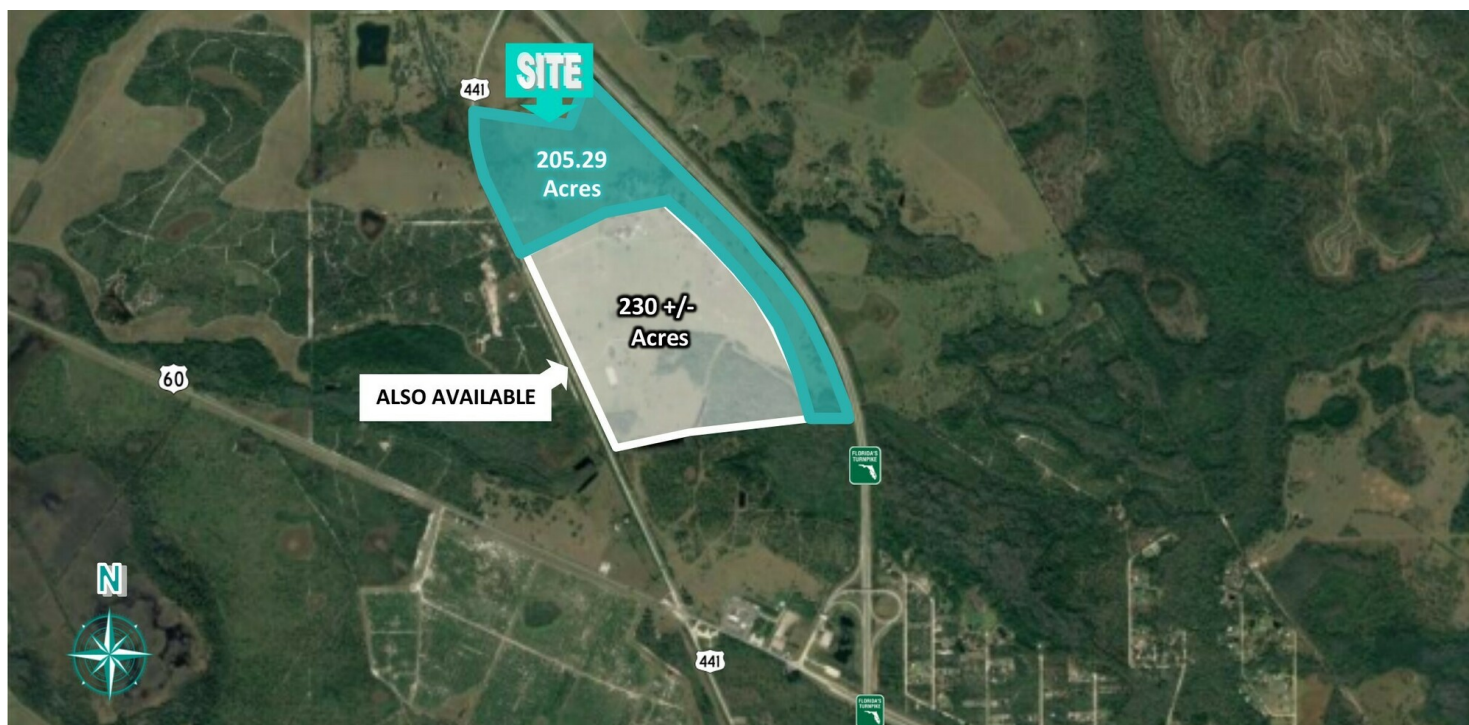 SITE
441
205.29
Acres
230 +/-
Acres
60
ALSO AVAILABLE
FLORIDA'S
TURNPIKE
N
441
FLORIDA'S
TURNPIKE